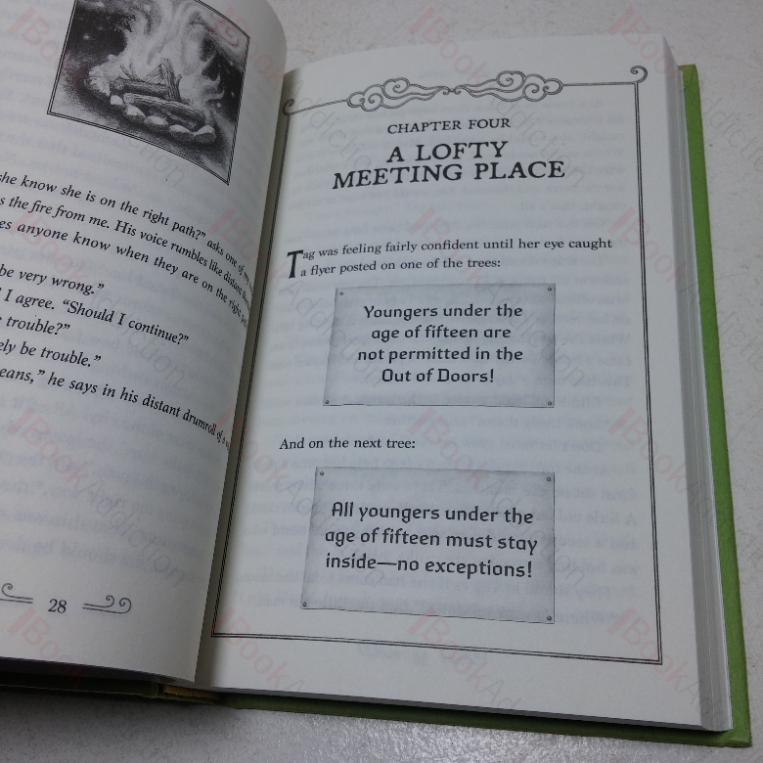 she know she is on the right path?" asks one of
s the fire from me. His voice rumbles like distant
es anyone know when they are on the right
be very wrong."
I agree. "Should I continue?"
trouble?"
ely be trouble."
eans," he says in his distant drumroll of a
28
CHAPTER FOUR
A LOFTY
MEETING PLACE
Tag was feeling fairly confident until her eye caught
a flyer posted on one of the trees:
Youngers under the
age of fifteen are
not permitted in the
Out of Doors!
And on the next tree:
All youngers under the
age of fifteen must stay
inside—no exceptions!
BookAddiction